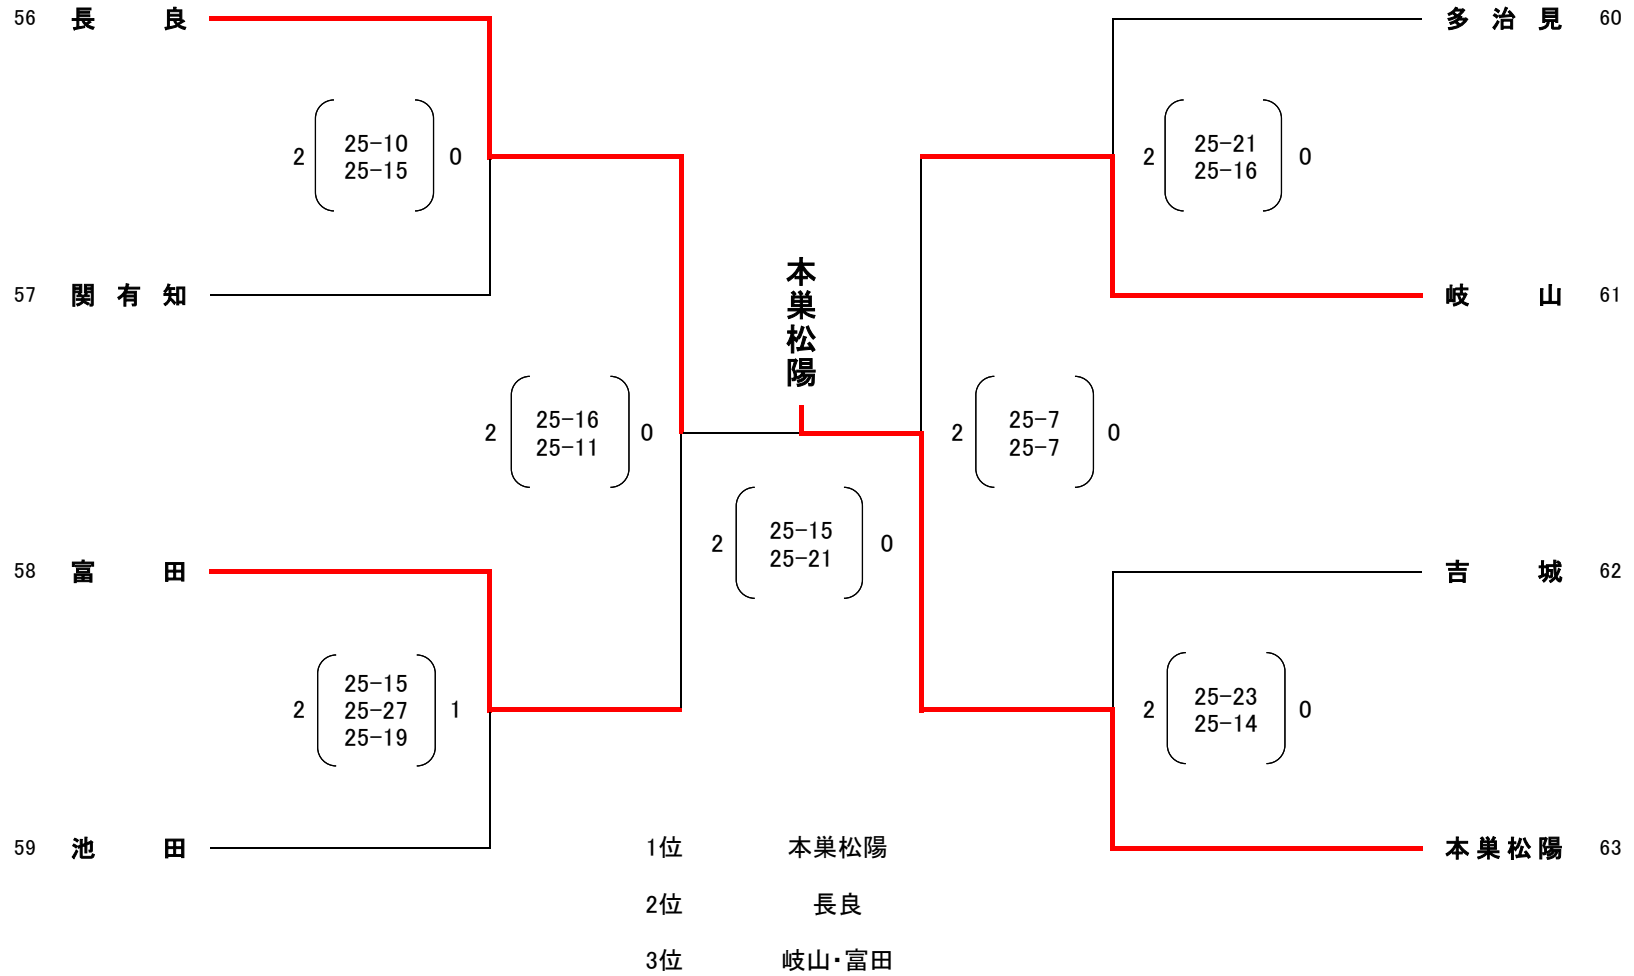 56 長良
多治見 60
2 25-10 0
25-15
2 25-21 0
25-16
57 関有知
本巣松陽
岐山 61
2 25-16 0
25-11
2 25-7 0
25-7
2 25-15 0
25-21
58 富田
吉城 62
2 25-15 1
25-27
25-19
2 25-23 0
25-14
59 池田
本巣松陽 63
1位 本巣松陽
2位 長良
3位 岐山・富田